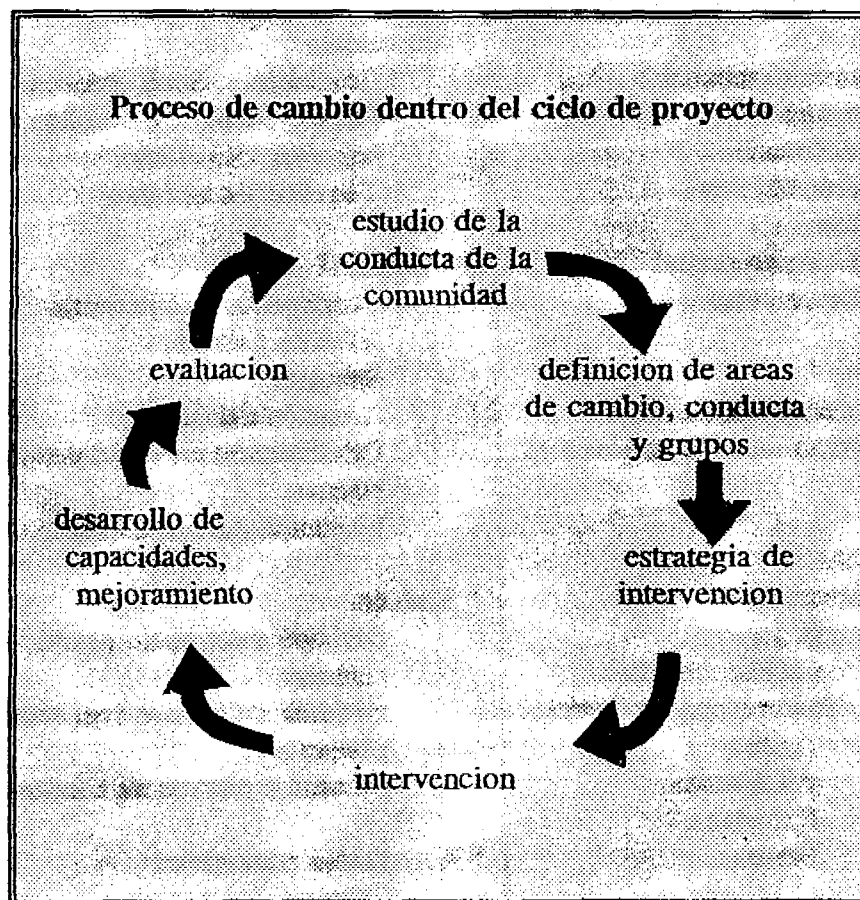 Proceso de cambio dentro del ciclo de proyecto
estudio de la
conducta de la
comunidad
definicion de areas
de cambio, conducta
y grupos
estrategia de
intervencion
intervencion
desarrollo de
capacidades,
mejoramiento
evaluacion